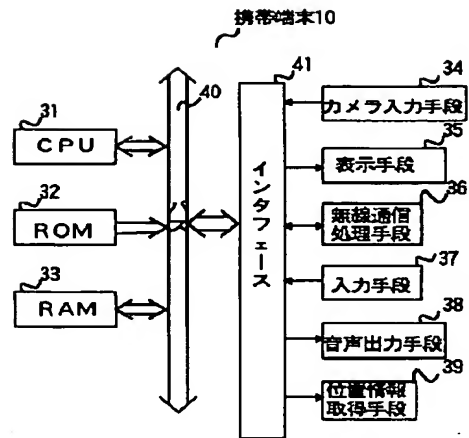 携帯端末10
31
CPU
32
ROM
33
RAM
40
41
インタフェース
34
カメラ入力手段
35
表示手段
36
無線通信
処理手段
37
入力手段
38
音声出力手段
39
位置情報
取得手段